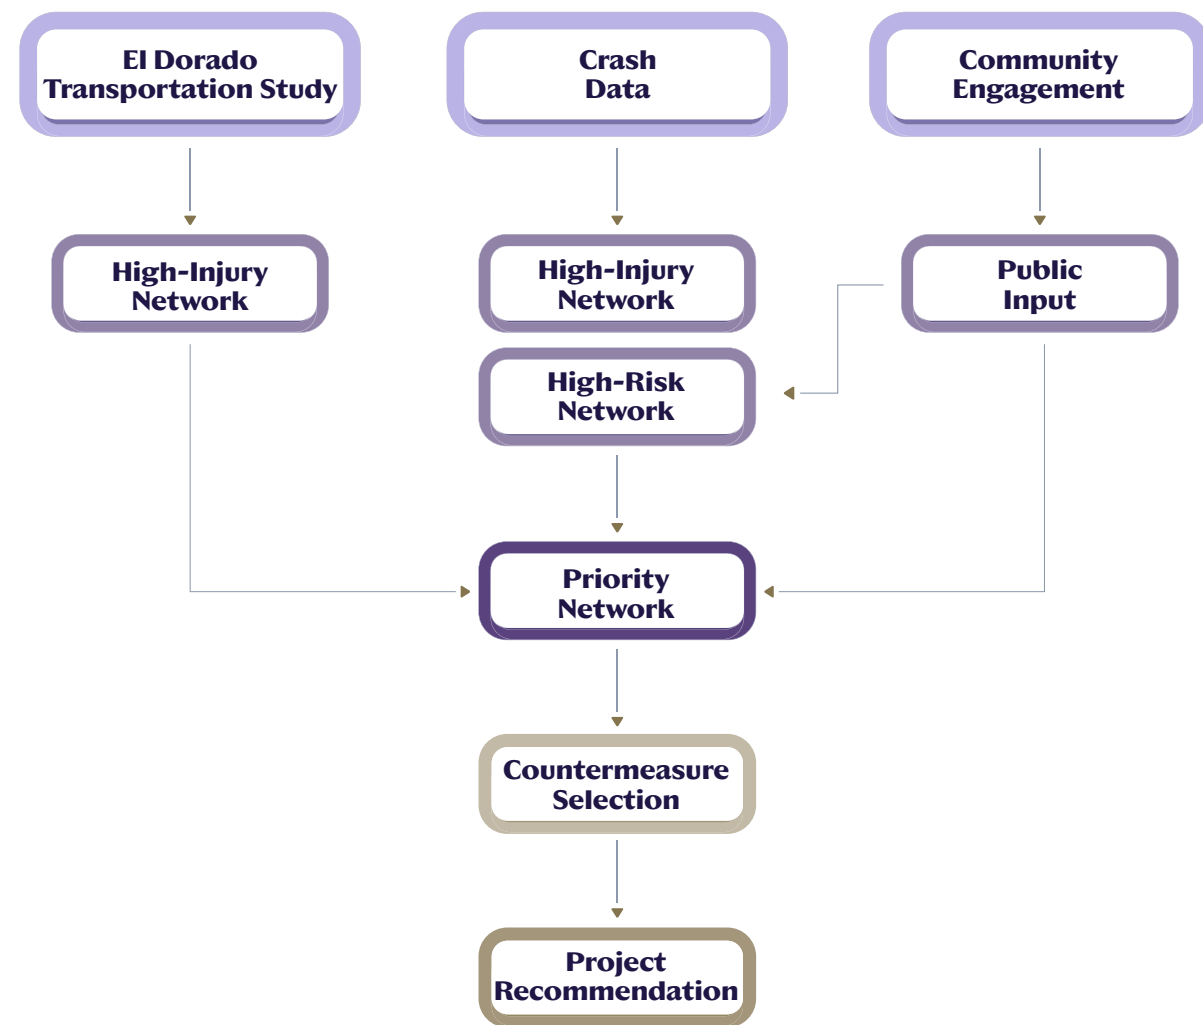 El Dorado
Transportation Study
Crash
Data
Community
Engagement
High-Injury
Network
High-Injury
Network
Public
Input
High-Risk
Network
Priority
Network
Countermeasure
Selection
Project
Recommendation